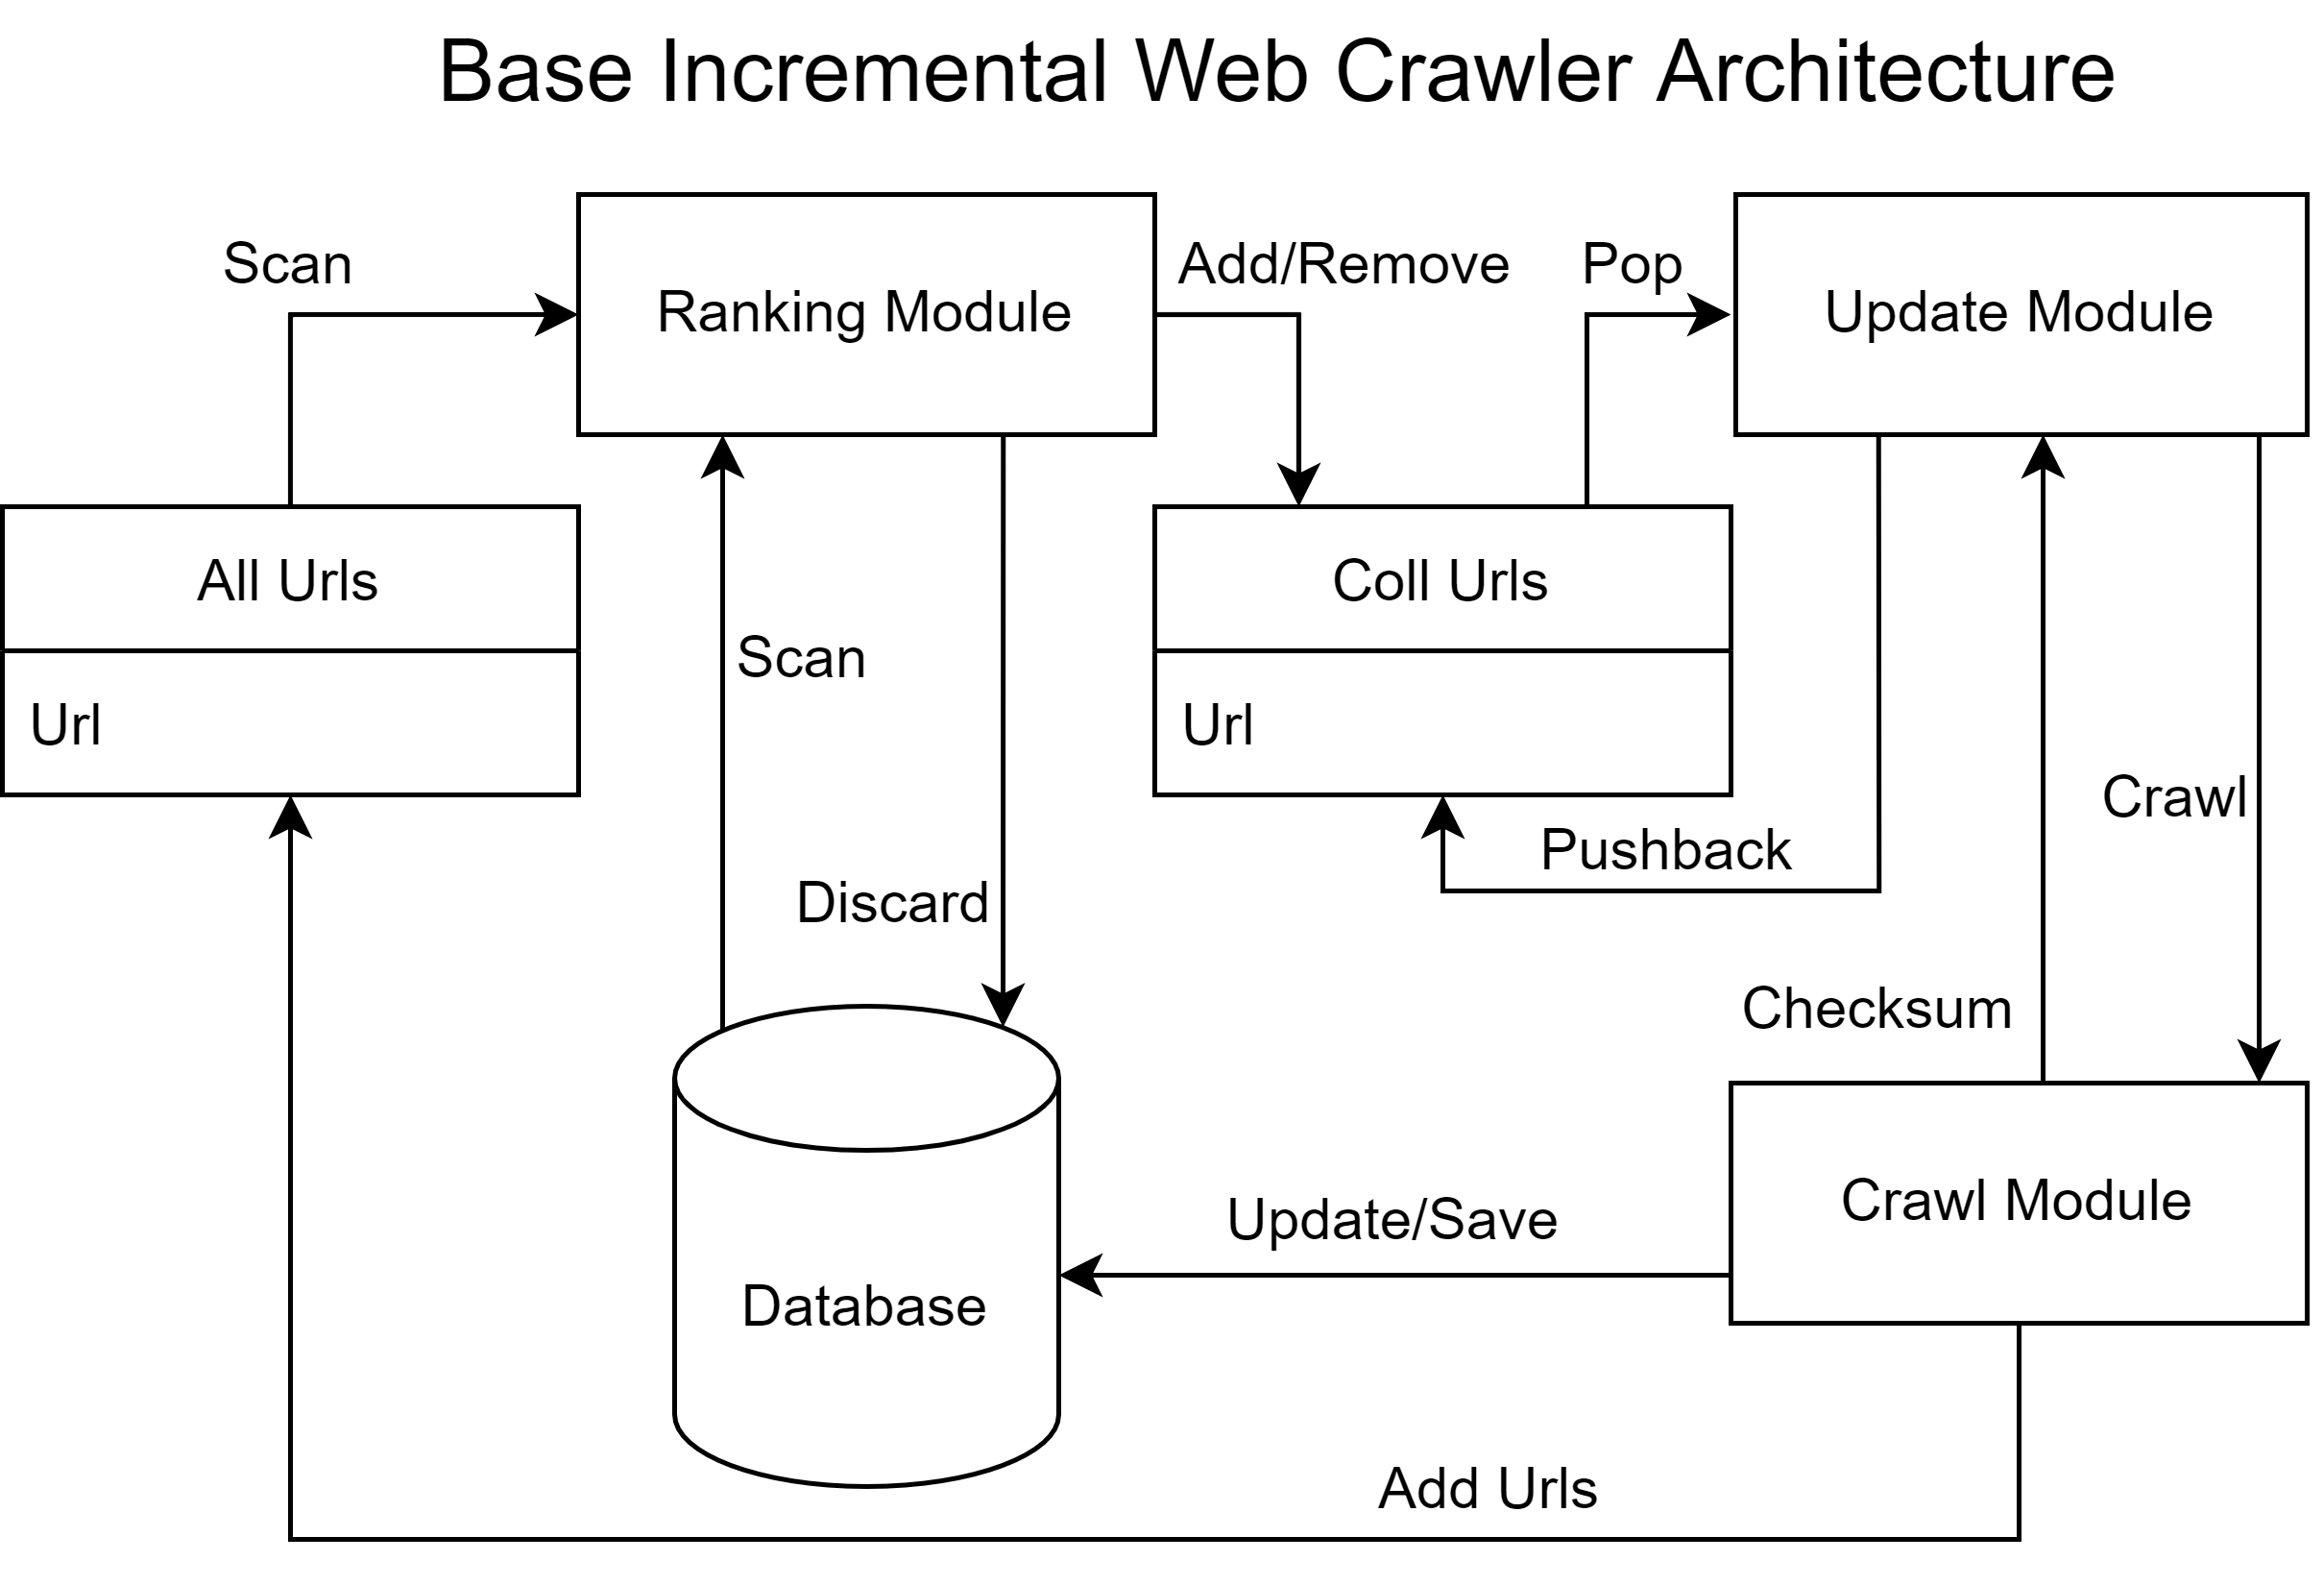 Base Incremental Web Crawler Architecture
Scan
Ranking Module
Add/Remove
Pop
Update Module
All Urls
Url
Scan
Discard
Coll Urls
Url
Pushback
Crawl
Checksum
Crawl Module
Update/Save
Database
Add Urls